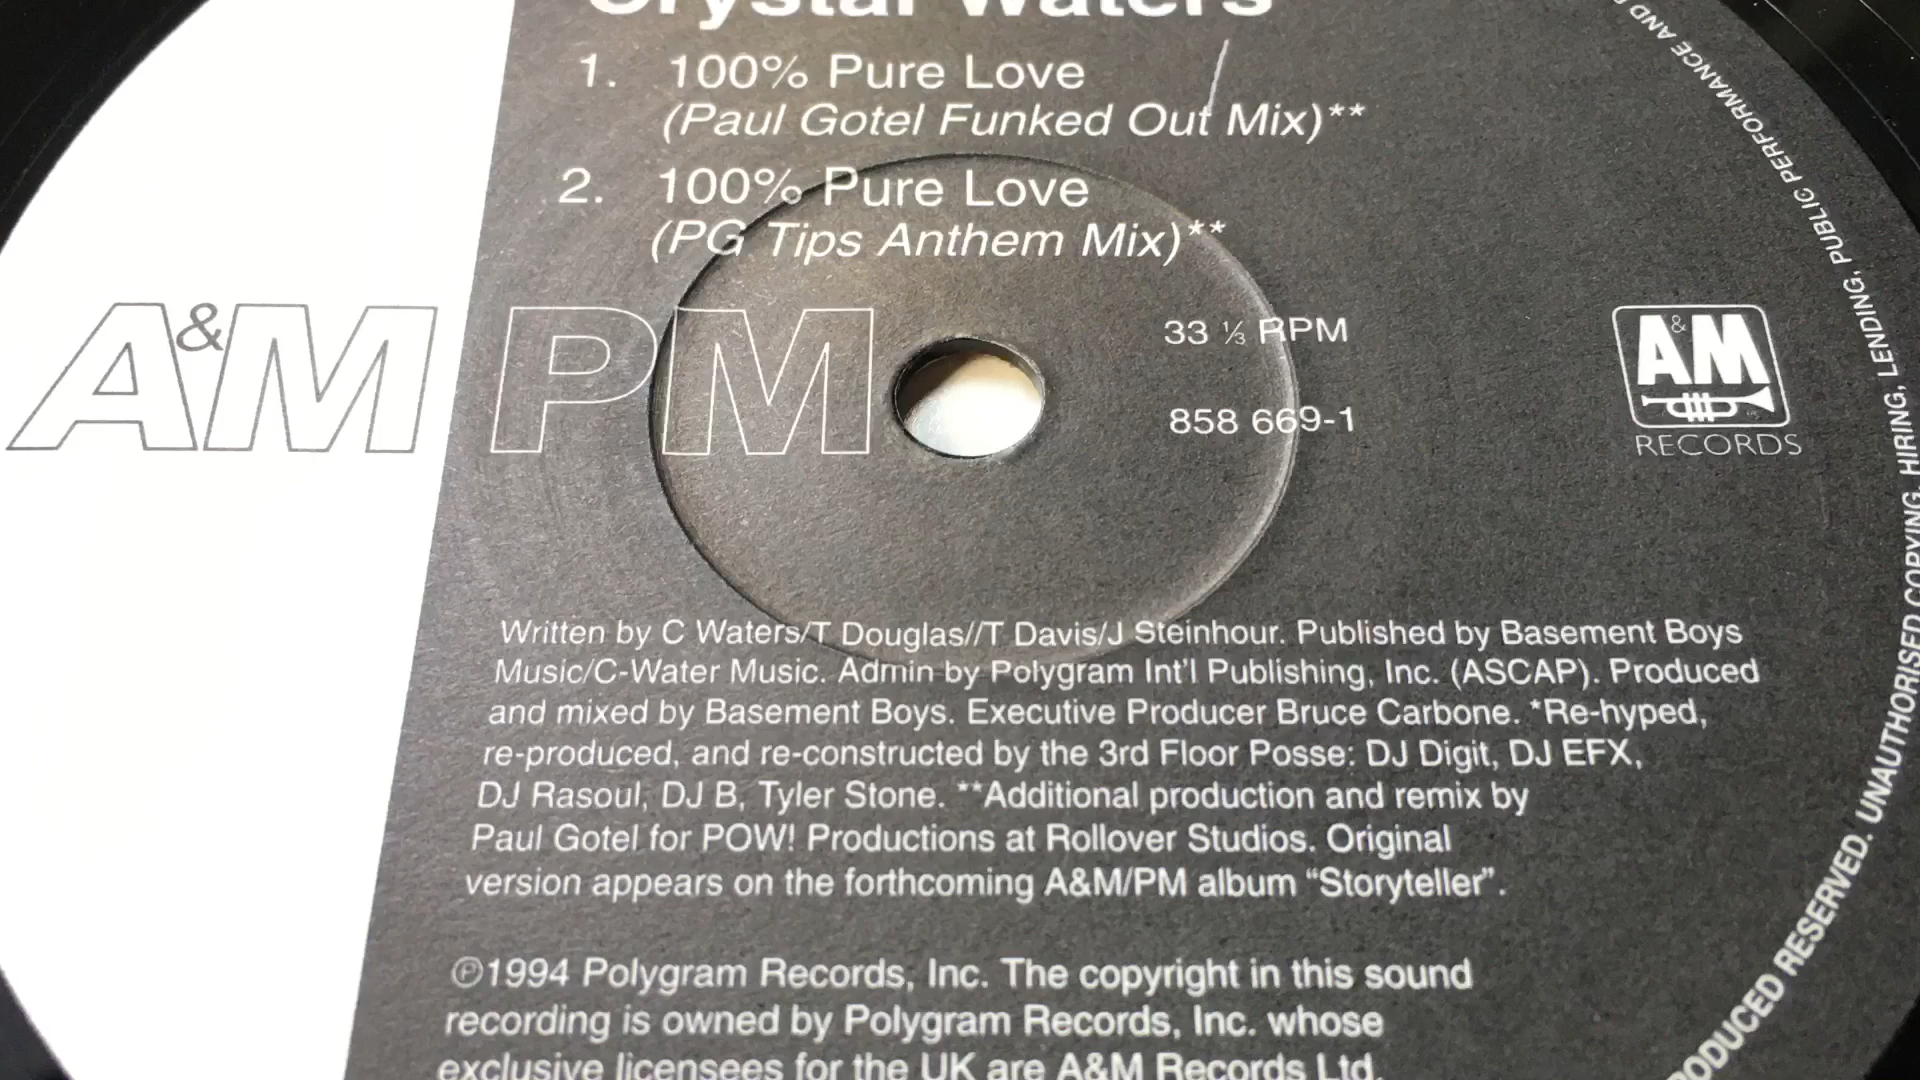 Crystal Waters
1. 100% Pure Love
(Paul Gotel Funked Out Mix)**
2. 100% Pure Love
(PG Tips Anthem Mix)**
A&M PM
33 ⅓ RPM
858 669-1
A&M
RECORDS
Written by C Waters/T Douglas//T Davis/J Steinhour. Published by Basement Boys
Music/C-Water Music. Admin by Polygram Int'l Publishing, Inc. (ASCAP). Produced
and mixed by Basement Boys. Executive Producer Bruce Carbone. *Re-hyped,
re-produced, and re-constructed by the 3rd Floor Posse: DJ Digit, DJ EFX,
DJ Rasoul, DJ B, Tyler Stone. **Additional production and remix by
Paul Gotel for POW! Productions at Rollover Studios. Original
version appears on the forthcoming A&M/PM album “Storyteller”.
℗1994 Polygram Records, Inc. The copyright in this sound
recording is owned by Polygram Records, Inc. whose
exclusive licensees for the UK are A&M Records Ltd.
RODUCED RESERVED. UNAUTHORISED COPYING, HIRING, LENDING, PUBLIC PERFORMANCE AND